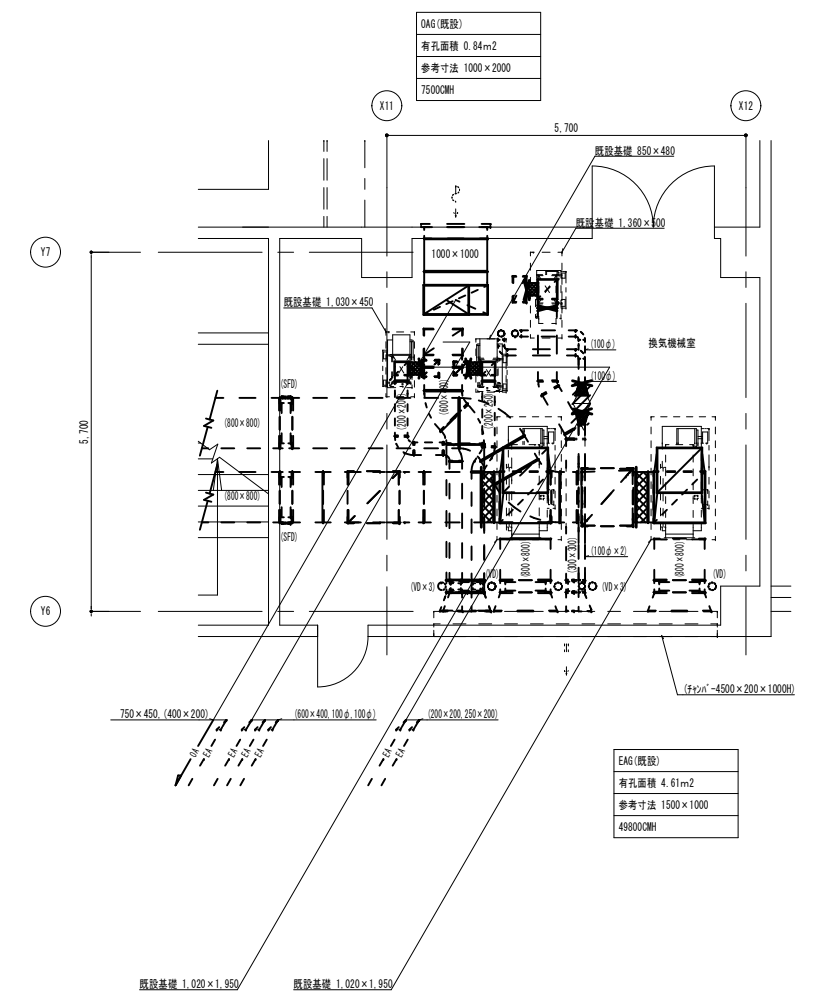 OAG(既設)
有孔面積 0.84m2
参考寸法 1000×2000
7500CMH
X11
X12
5,700
既設基礎 850×480
既設基礎 1,360×500
Y7
1000×1000
既設基礎 1,030×450
換気機械室
(100φ)
(100φ)
(SFD)
(800×800)
(200×200)
(200×250)
5,700
(800×800)
(SFD)
(800×800)
(300×300)
(100φ×2)
(800×800)
(VD×3)
(VD)
(VD×3)
(VD)
Y6
(チャンバｰ4500×200×1000H)
750×450, (400×200)
(600×400, 100φ, 100φ)
(200×200, 250×200)
OA
EA
EA
EA
EA
EA
EAG(既設)
有孔面積 4.61m2
参考寸法 1500×1000
49800CMH
既設基礎 1,020×1,950
既設基礎 1,020×1,950